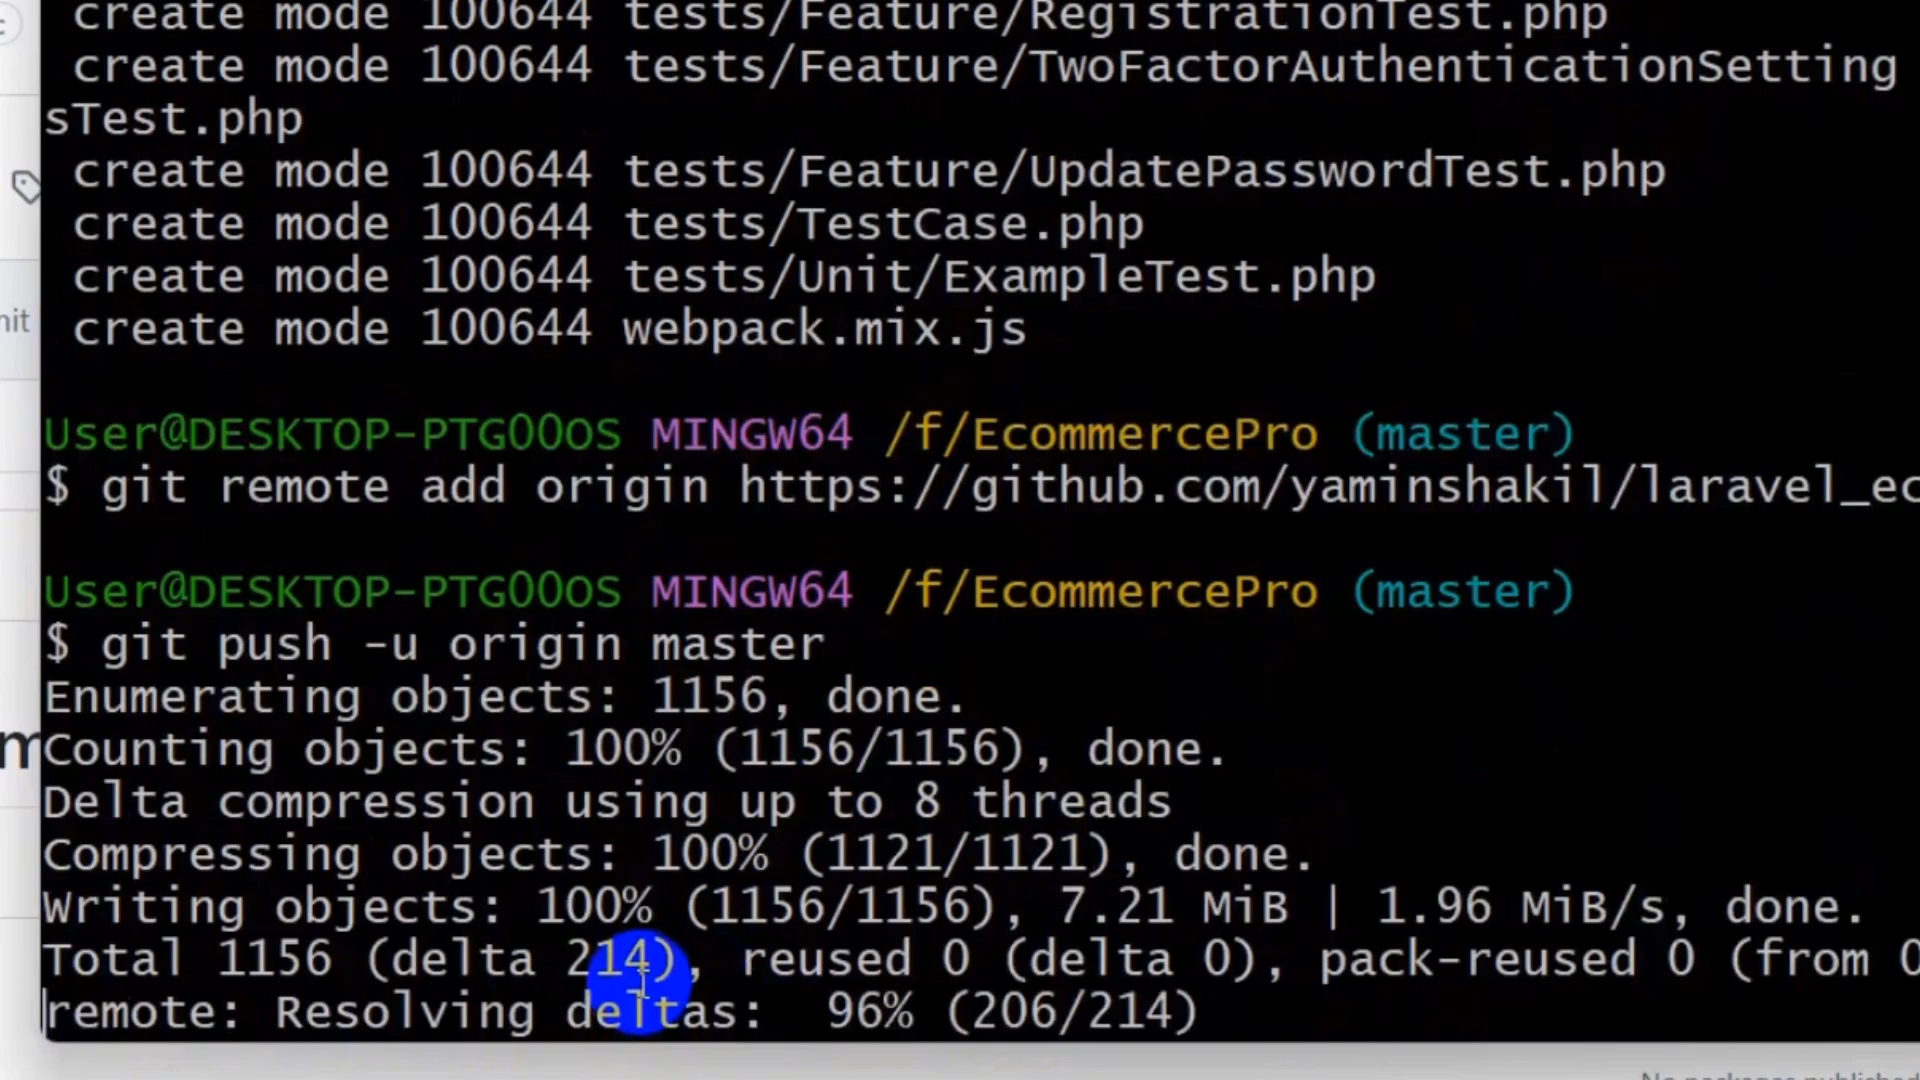 create mode 100644 tests/Feature/RegistrationTest.php
create mode 100644 tests/Feature/TwoFactorAuthenticationSetting
sTest.php
create mode 100644 tests/Feature/UpdatePasswordTest.php
create mode 100644 tests/TestCase.php
create mode 100644 tests/Unit/ExampleTest.php
create mode 100644 webpack.mix.js
User@DESKTOP-PTG0OOS MINGW64 /f/EcommercePro (master)
$ git remote add origin https://github.com/yaminshakil/laravel_ec
User@DESKTOP-PTG0OOS MINGW64 /f/EcommercePro (master)
$ git push -u origin master
Enumerating objects: 1156, done.
Counting objects: 100% (1156/1156), done.
Delta compression using up to 8 threads
Compressing objects: 100% (1121/1121), done.
Writing objects: 100% (1156/1156), 7.21 MiB | 1.96 MiB/s, done.
Total 1156 (delta 214), reused 0 (delta 0), pack-reused 0 (from 0
remote: Resolving deltas:  96% (206/214)
No packages published